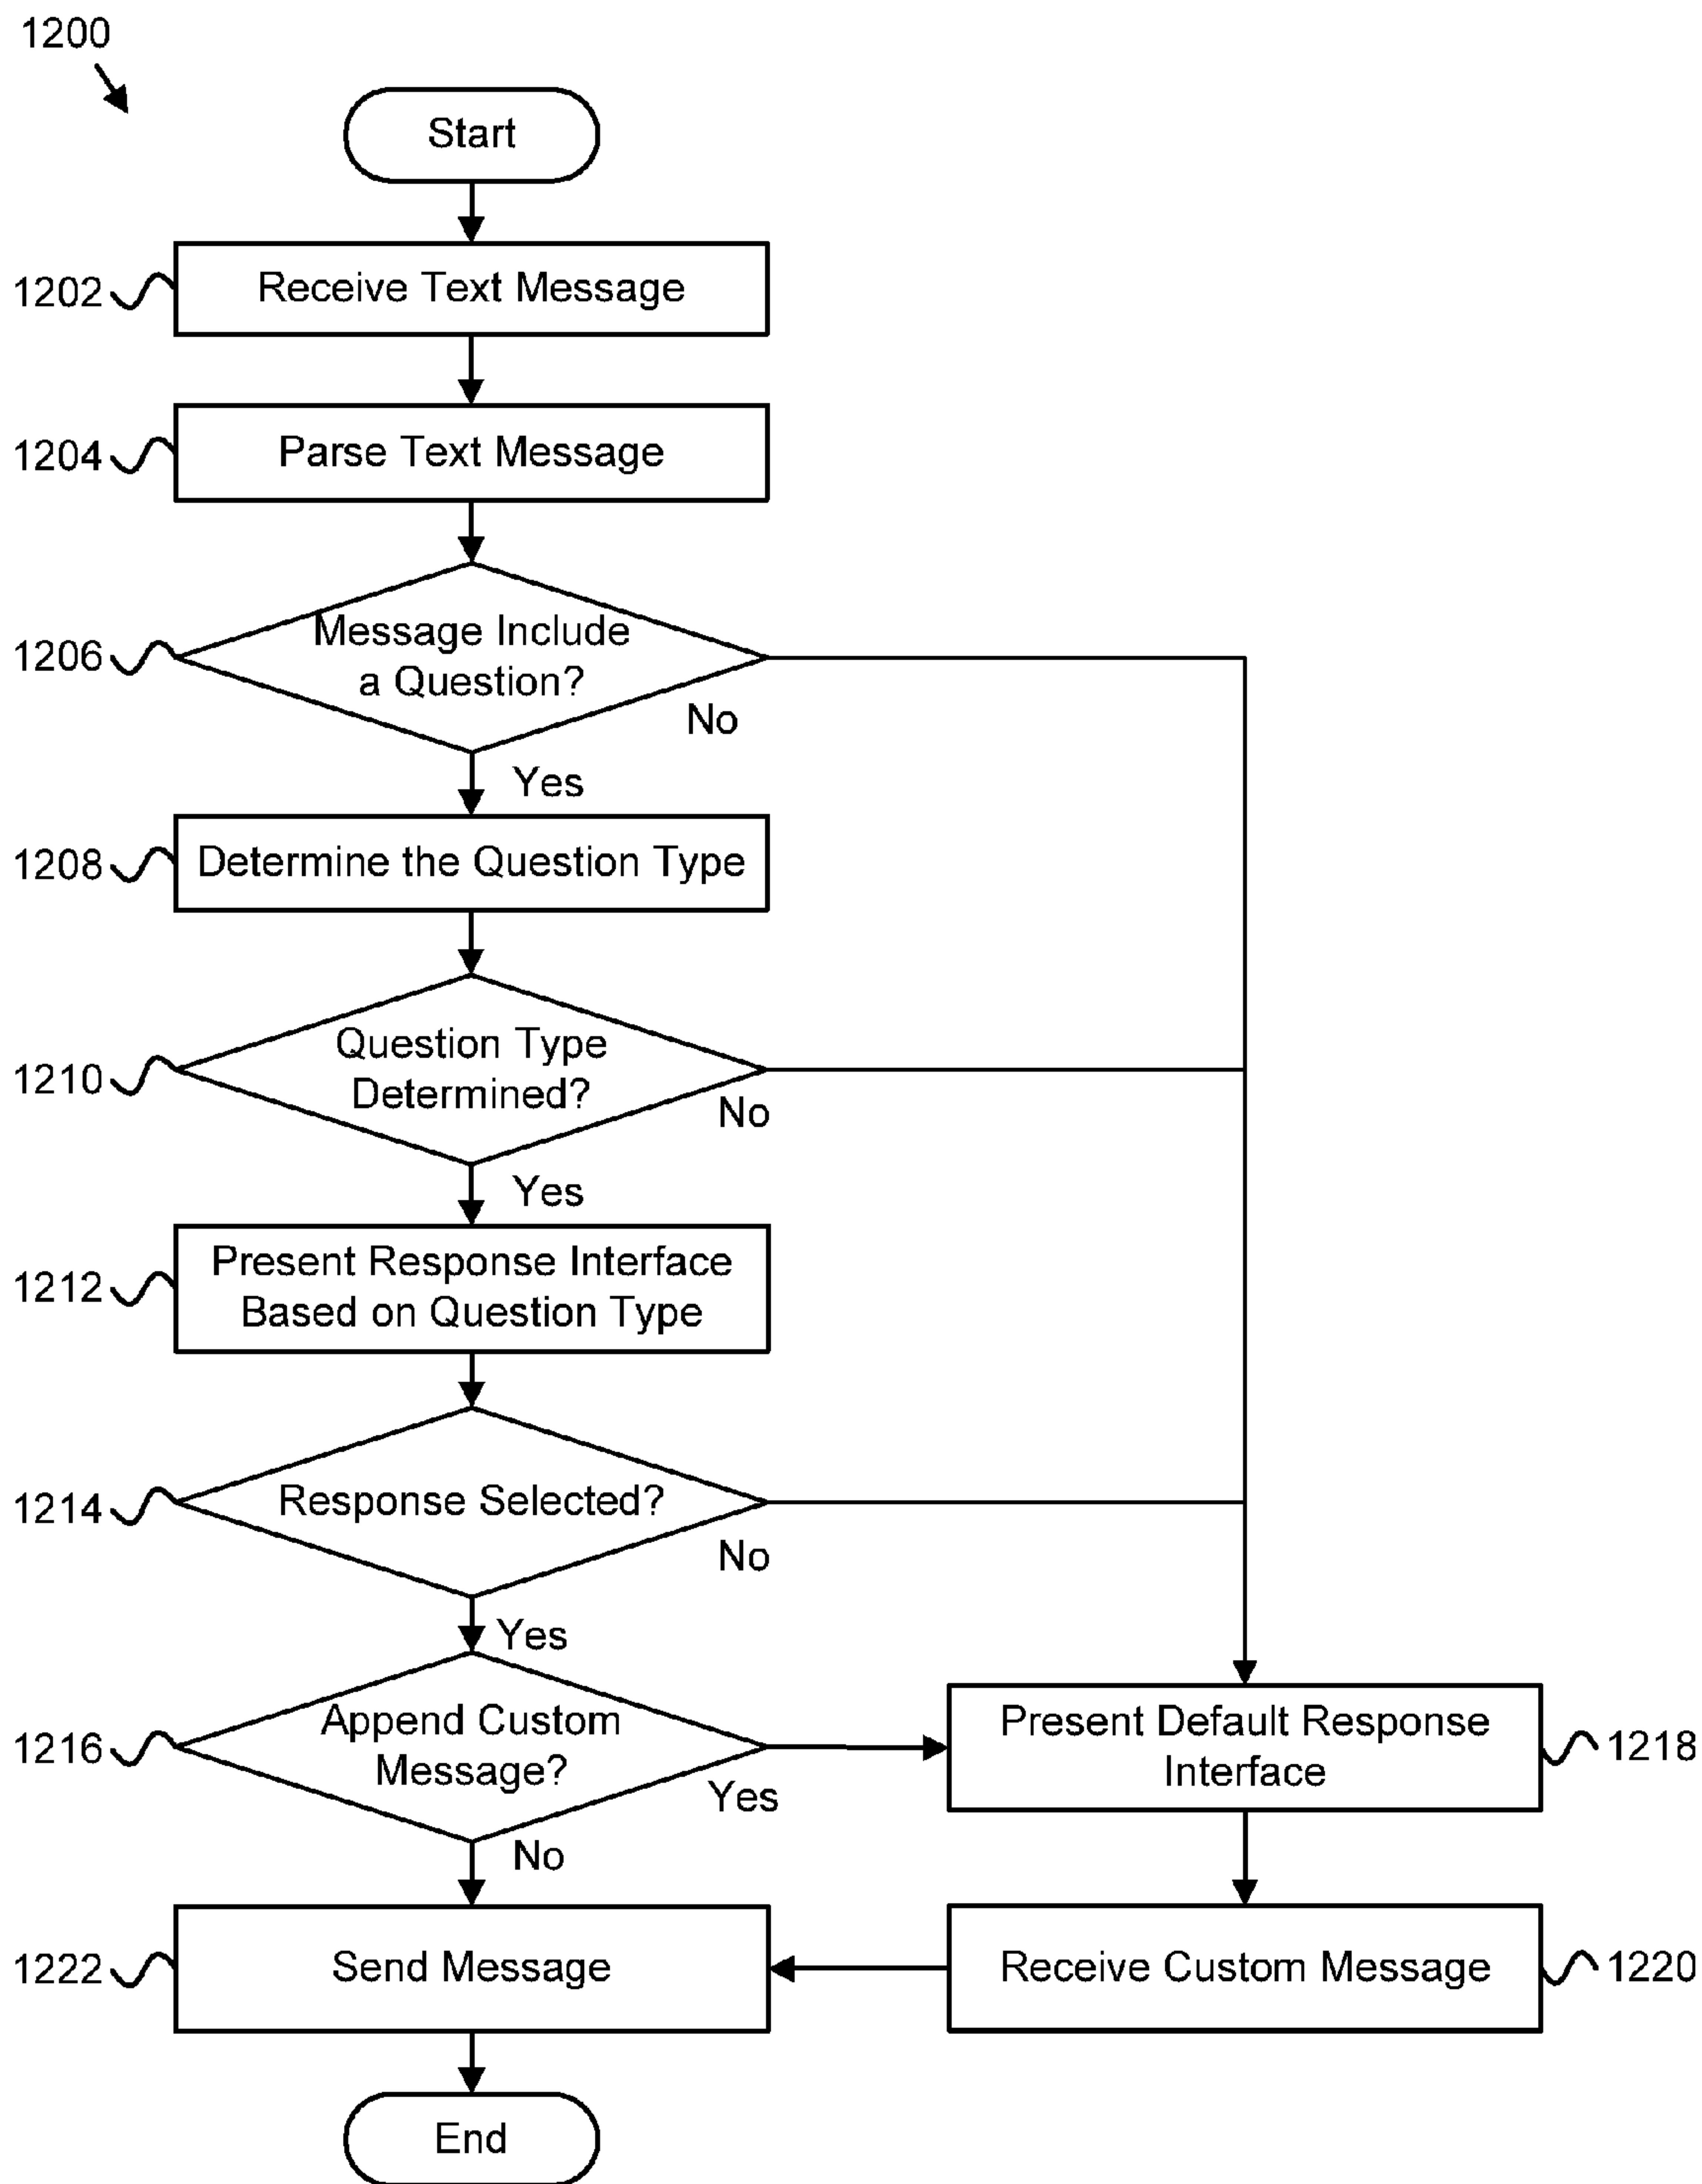 1200
Start
1202
Receive Text Message
1204
Parse Text Message
1206
Message Include
a Question?
No
Yes
1208
Determine the Question Type
1210
Question Type
Determined?
No
Yes
1212
Present Response Interface
Based on Question Type
1214
Response Selected?
No
Yes
1216
Append Custom
Message?
Yes
No
Present Default Response
Interface
1218
1222
Send Message
Receive Custom Message
1220
End